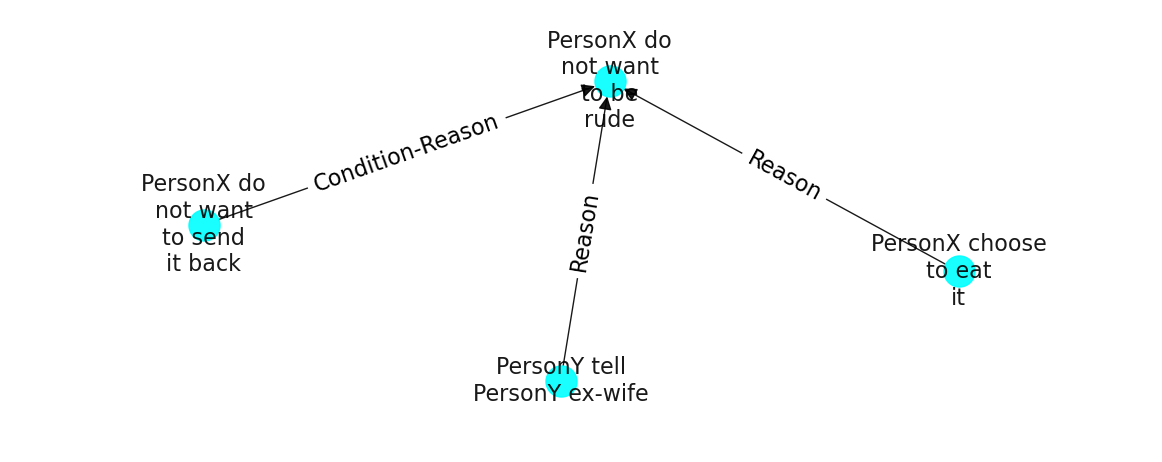 PersonX do
not want
to be
rude
Condition-Reason
Reason
PersonX do
not want
to send
it back
Reason
PersonX choose
to eat
it
PersonY tell
PersonY ex-wife